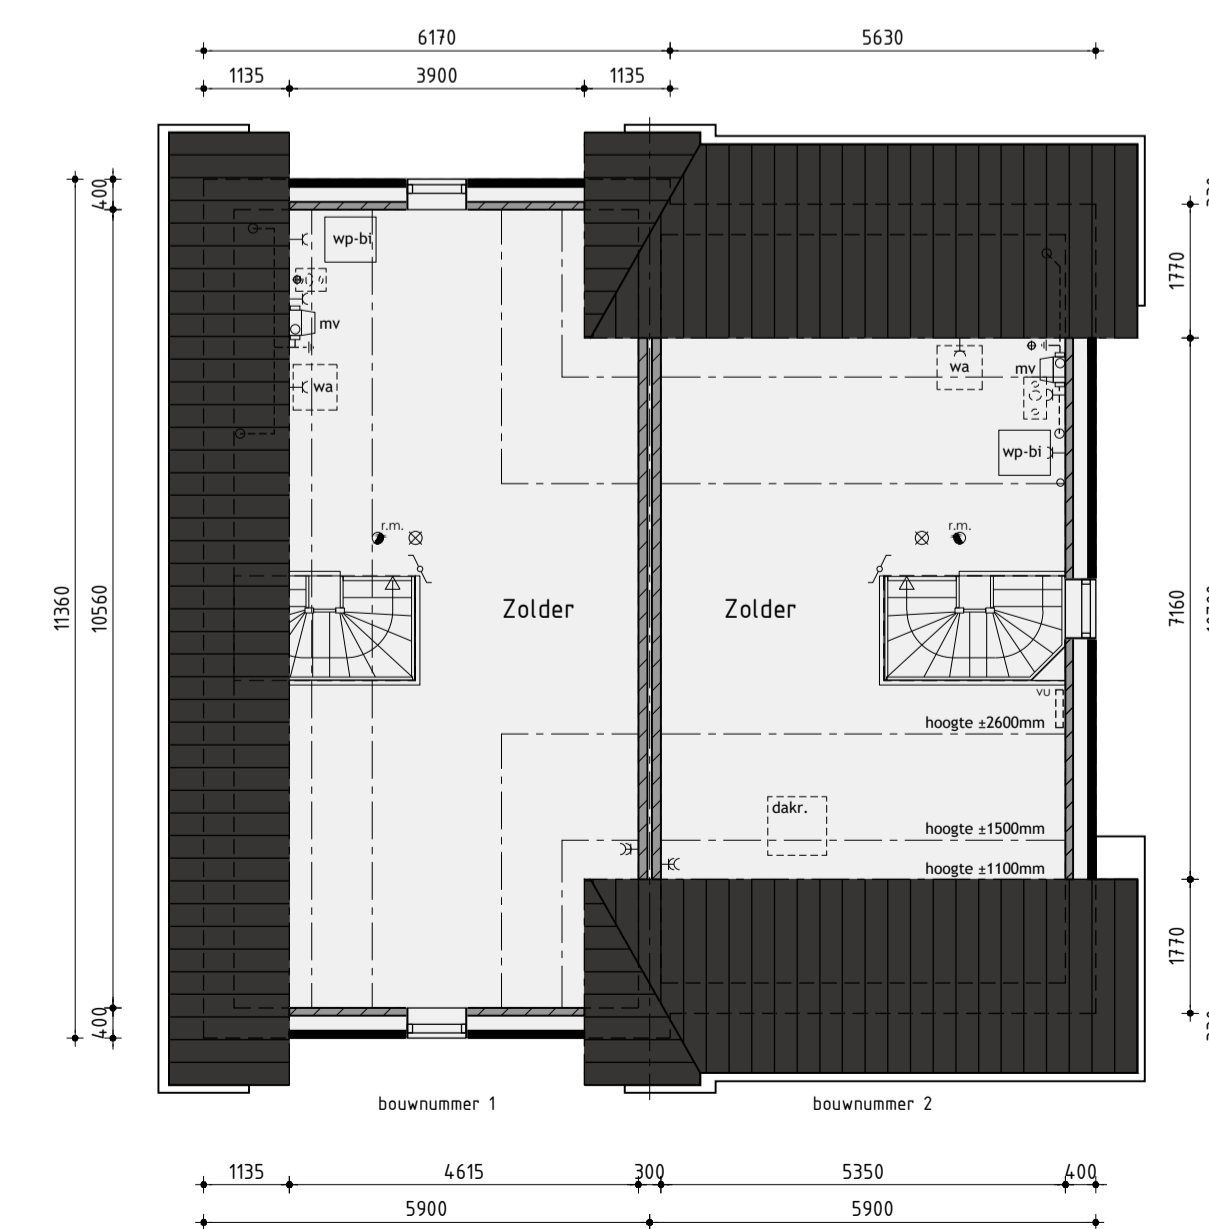 6170 5630
1135 3900 1135
400
wp-bi
mv
wa
1770
wa
mv
wp-bi
r.m.
r.m.
11360
10560
Zolder
Zolder
7160
VU
hoogte ±2600mm
dakr.
hoogte ±1500mm
hoogte ±1100mm
1770
400
bouwnummer 1
bouwnummer 2
1135 4615 300 5350 400
5900 5900